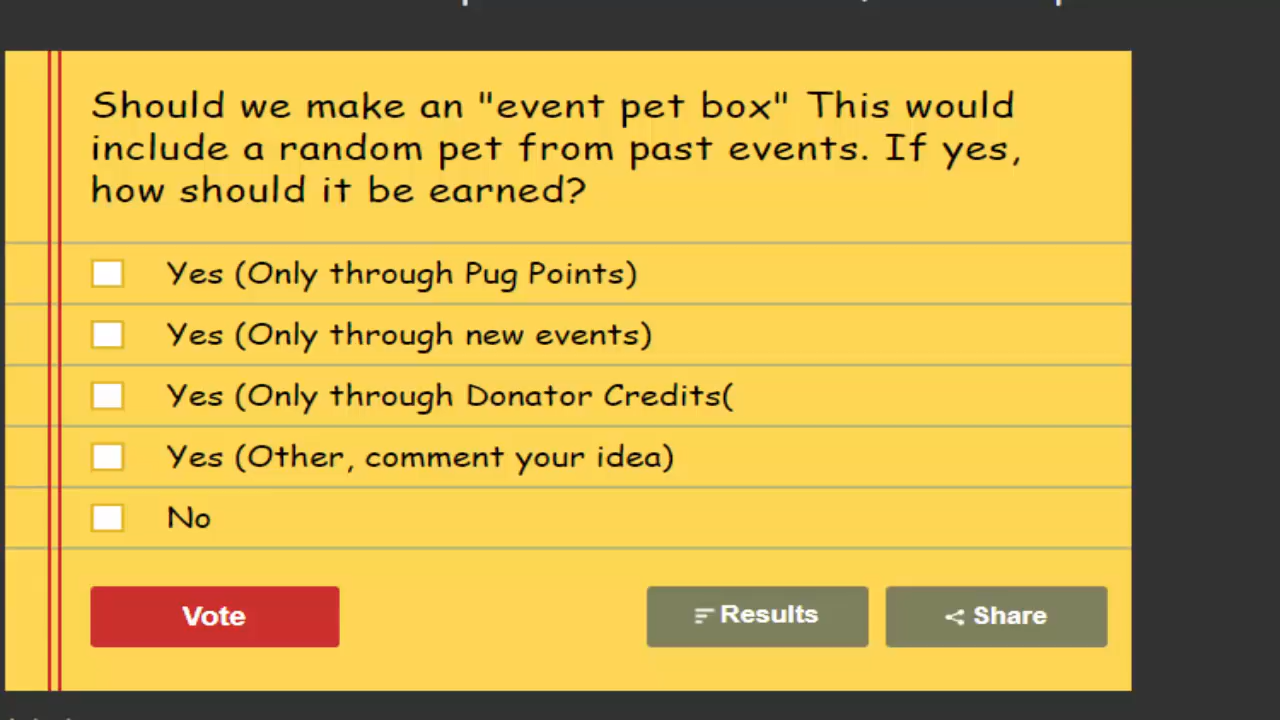 Should we make an "event pet box" This would
include a random pet from past events. If yes,
how should it be earned?
Yes (Only through Pug Points)
Yes (Only through new events)
Yes (Only through Donator Credits(
Yes (Other, comment your idea)
No
Vote
Results
Share